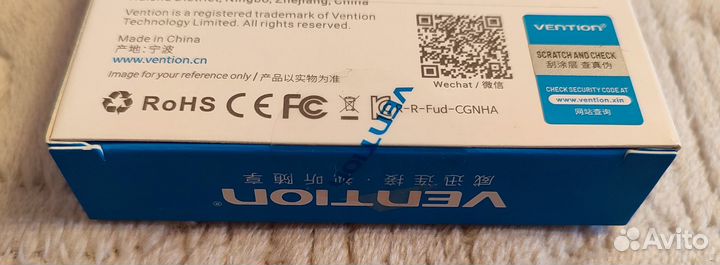 District, Ningbo, Zhejiang, China
Vention is a registered trademark of Vention
Technology Limited. All rights reserved.
Made in China
产地: 宁波
www.vention.cn
Image for your reference only / 产品以实物为准
RoHS CE FC
R-Fud-CGNHA
Wechat / 微信
VENTION®
SCRATCH AND CHECK
刮涂层 查真伪
CHECK SECURITY CODE AT
www.vention.xin
网站查询
VENTION
威迅连接·视听随享
VENTION®
Avito